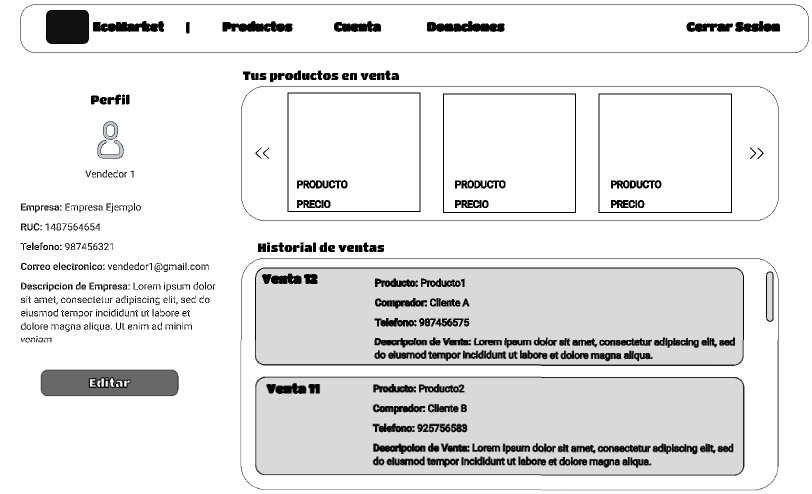 EcoMarket | Productos Cuenta Donaciones Cerrar Sesion
Perfil
Vendedor 1
Empresa: Empresa Ejemplo
RUC: 1487564654
Telefono: 987456321
Correo electronico: vendedor1@gmail.com
Descripcion de Empresa: Lorem ipsum dolor
sit amet, consectetur adipiscing elit, sed do
eiusmod tempor incididunt ut labore et
dolore magna aliqua. Ut enim ad minim
veniam
Editar
Tus productos en venta
<< PRODUCTO PRODUCTO PRODUCTO >>
PRECIO PRECIO PRECIO
Historial de ventas
Venta 12
Producto: Producto1
Comprador: Cliente A
Telefono: 987456575
Descripcion de Venta: Lorem ipsum dolor sit amet, consectetur adipiscing elit, sed
do eiusmod tempor incididunt ut labore et dolore magna aliqua.
Venta 11
Producto: Producto2
Comprador: Cliente B
Telefono: 925756583
Descripcion de Venta: Lorem ipsum dolor sit amet, consectetur adipiscing elit, sed
do eiusmod tempor incididunt ut labore et dolore magna aliqua.